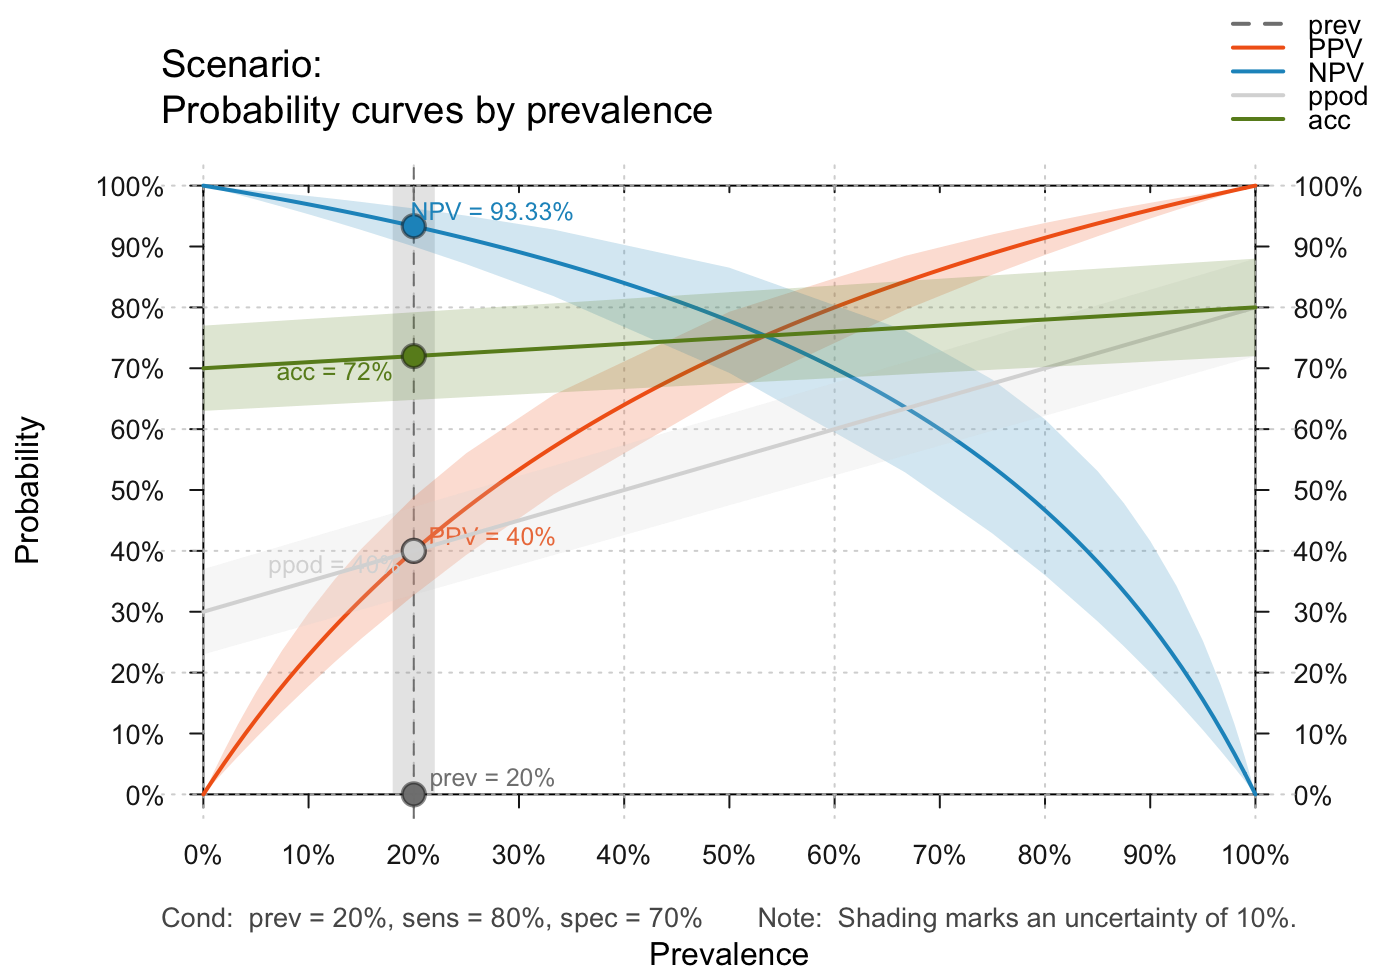 prev
PPV
NPV
ppod
acc
Scenario:
Probability curves by prevalence
100%
90%
80%
70%
60%
50%
40%
30%
20%
10%
0%
100%
90%
80%
70%
60%
50%
40%
30%
20%
10%
0%
NPV = 93.33%
acc = 72%
PPV = 40%
ppod = 40%
prev = 20%
Probability
0% 10% 20% 30% 40% 50% 60% 70% 80% 90% 100%
Cond: prev = 20%, sens = 80%, spec = 70% Note: Shading marks an uncertainty of 10%.
Prevalence